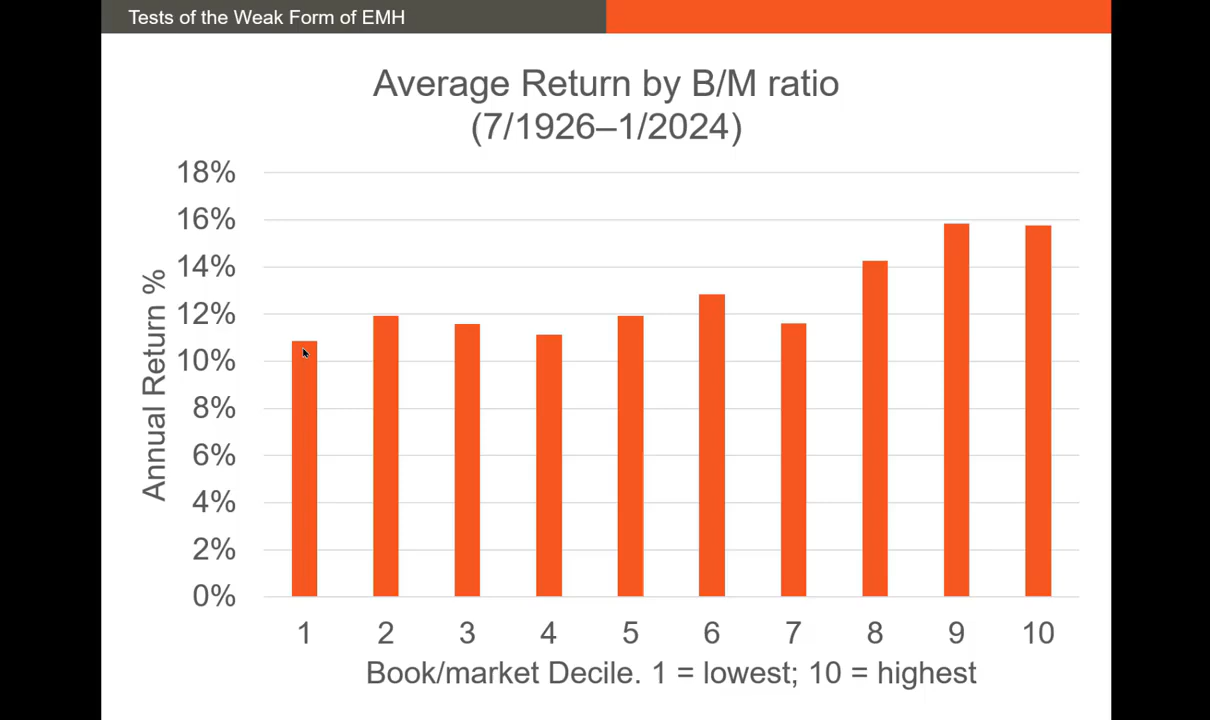 Tests of the Weak Form of EMH
Average Return by B/M ratio
(7/1926–1/2024)
18%
16%
14%
12%
10%
8%
6%
4%
2%
0%
Annual Return %
1 2 3 4 5 6 7 8 9 10
Book/market Decile. 1 = lowest; 10 = highest